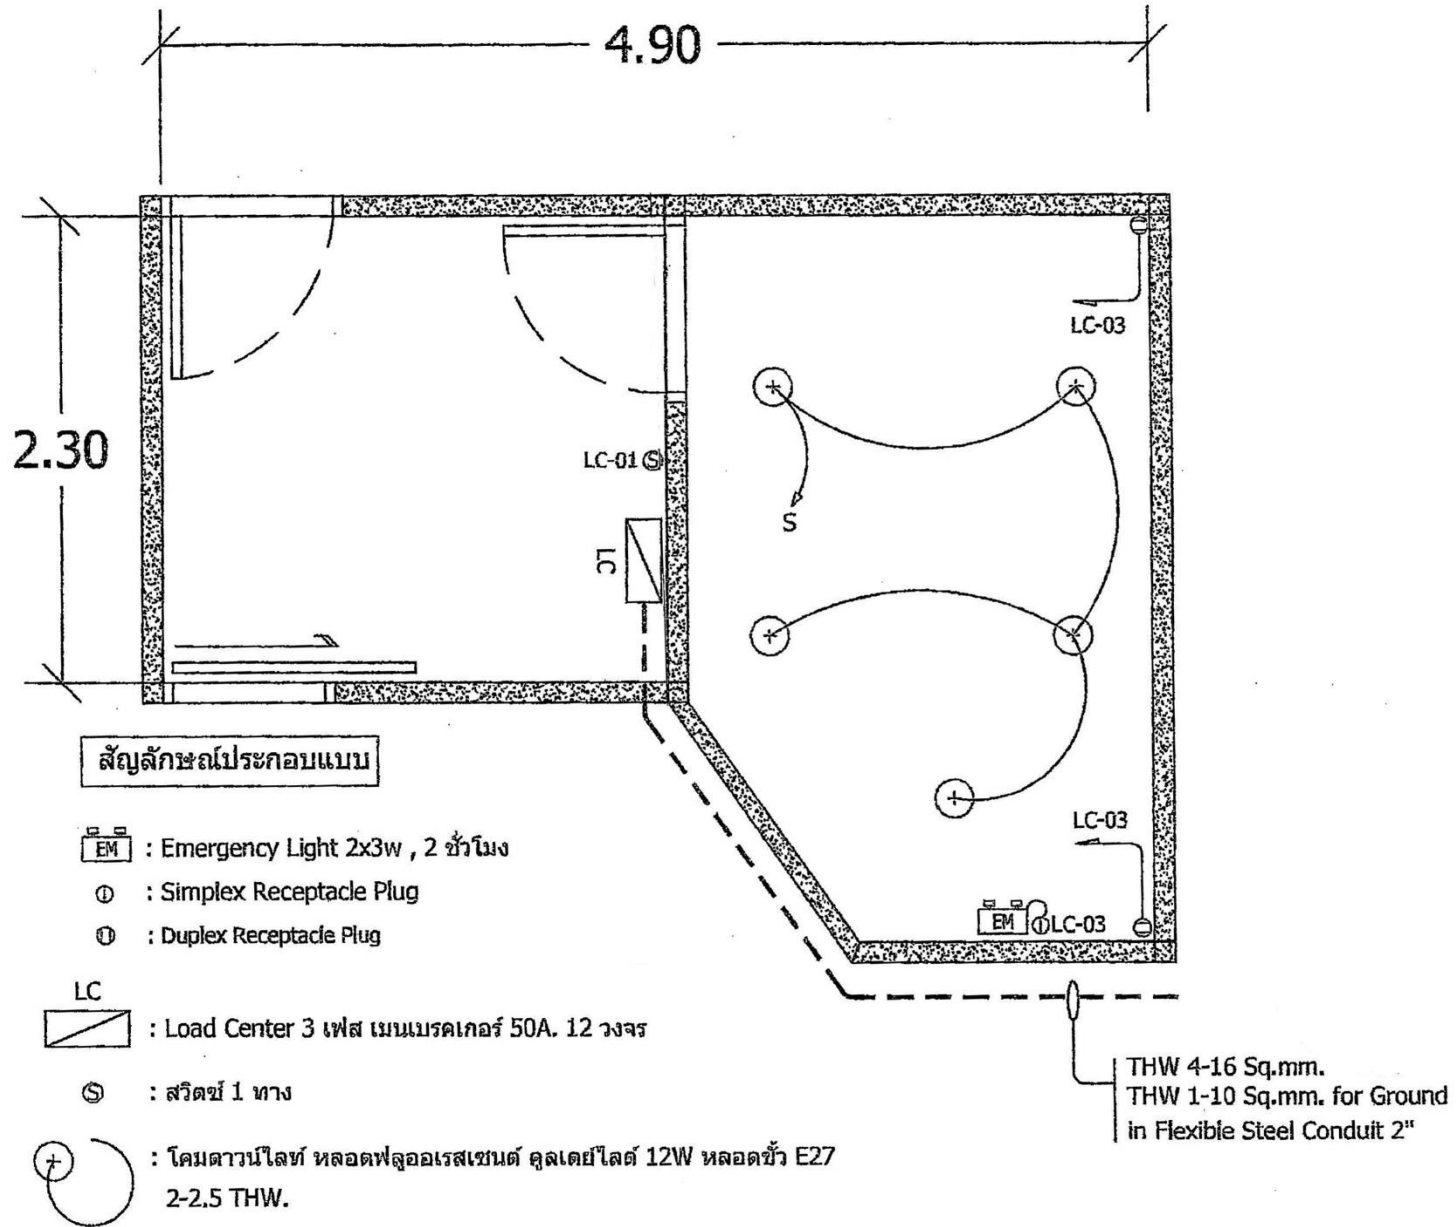 4.90
2.30
LC-03
LC-01 S
LC
S
LC-03
EM LC-03
สัญลักษณ์ประกอบแบบ
EM : Emergency Light 2x3w , 2 ชั่วโมง
: Simplex Receptacle Plug
: Duplex Receptacle Plug
LC
: Load Center 3 เฟส เมนเบรคเกอร์ 50A. 12 วงจร
S : สวิตซ์ 1 ทาง
: โคมดาวน์ไลท์ หลอดฟลูออเรสเซนต์ คูลเดย์ไลต์ 12W หลอดขั้ว E27
2-2.5 THW.
THW 4-16 Sq.mm.
THW 1-10 Sq.mm. for Ground
in Flexible Steel Conduit 2"